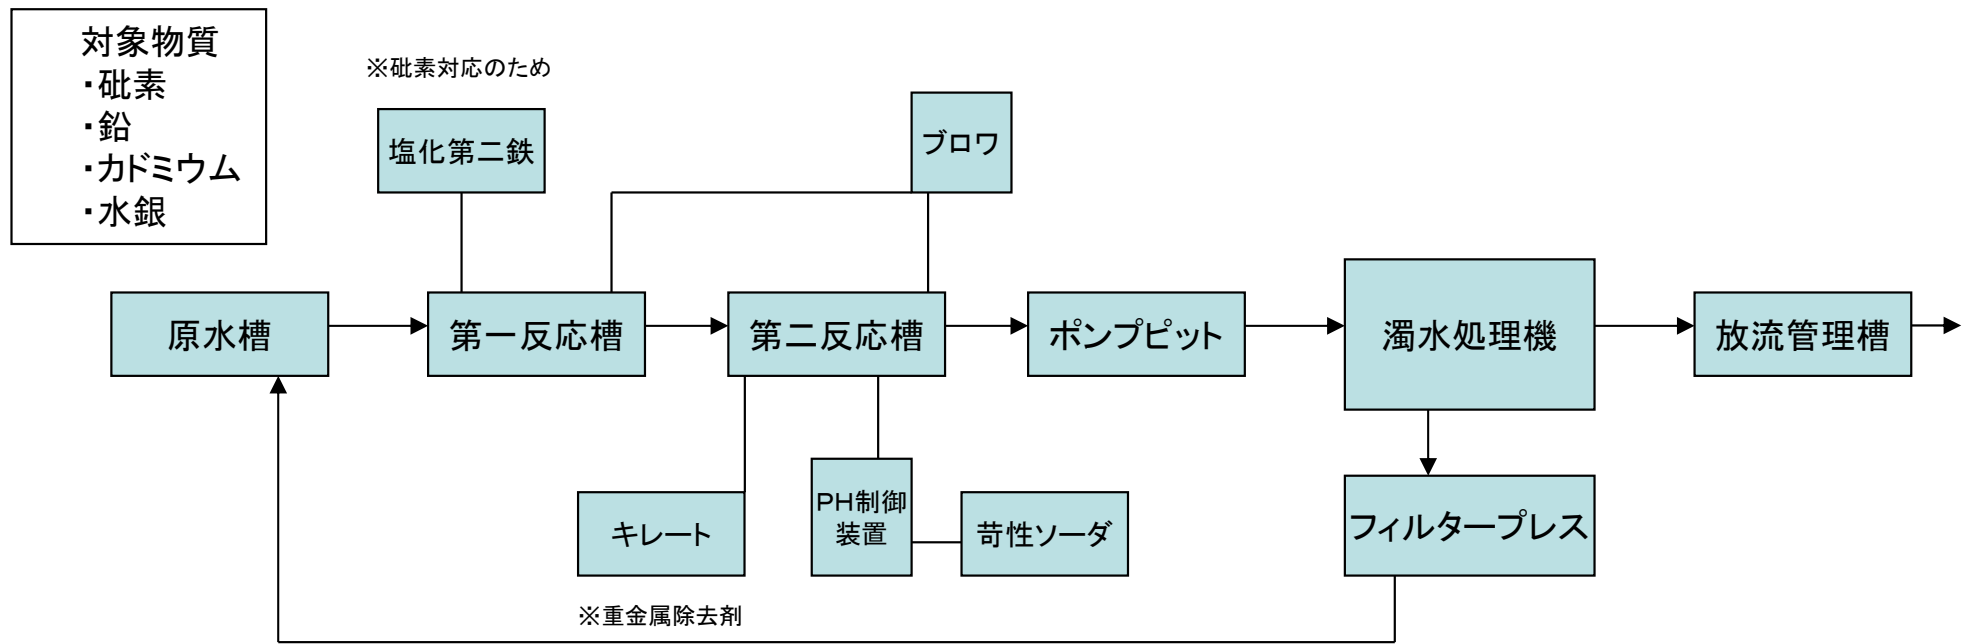 対象物質
・砒素
・鉛
・カドミウム
・水銀
※砒素対応のため
塩化第二鉄
ブロワ
原水槽
第一反応槽
第二反応槽
ポンプピット
濁水処理機
放流管理槽
キレート
PH制御
装置
苛性ソーダ
フィルタープレス
※重金属除去剤